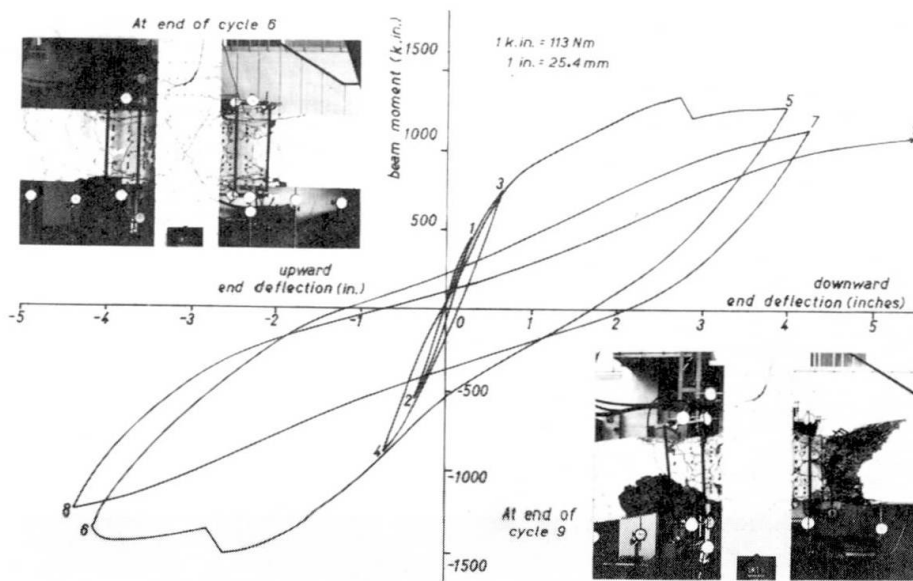 At end of cycle 6
1 k.in. = 113 Nm
1 in. = 25.4 mm
beam moment (k.in.)
1500
1000
500
-500
-1000
-1500
upward
end deflection (in.)
downward
end deflection (inches)
-5
-4
-3
-2
-1
0
1
2
3
4
5
1
2
3
4
5
6
7
8
At end of
cycle 9